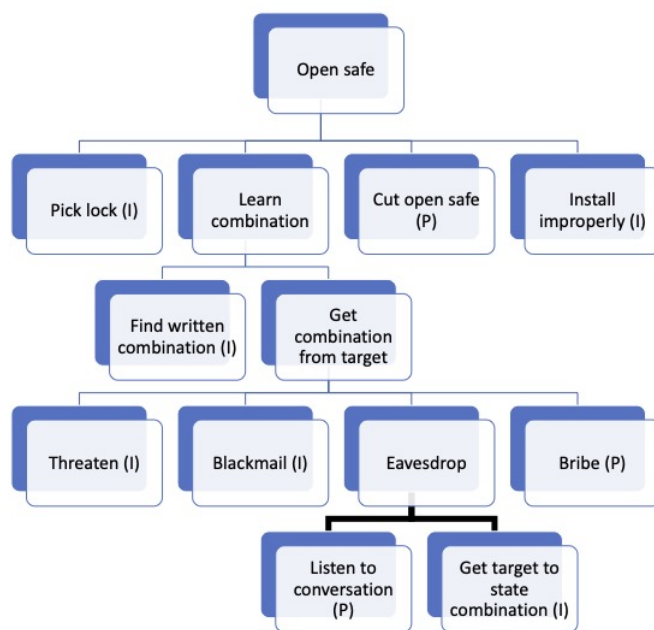 Open safe
Pick lock (I)
Learn
combination
Cut open safe
(P)
Install
improperly (I)
Find written
combination (I)
Get
combination
from target
Threaten (I)
Blackmail (I)
Eavesdrop
Bribe (P)
Listen to
conversation
(P)
Get target to
state
combination (I)